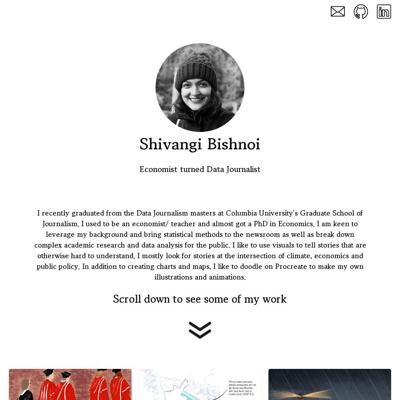 Shivangi Bishnoi
Economist turned Data Journalist
I recently graduated from the Data Journalism masters at Columbia University's Graduate School of
Journalism, I used to be an economist/ teacher and almost got a PhD in Economics. I am keen to
leverage my background and bring statistical methods to the newsroom as well as break down
complex academic research and data analysis for the public. I like to use visuals to tell stories that are
otherwise hard to understand. I mostly look for stories at the intersection of climate, economics and
public policy. In addition to creating charts and maps, I like to doodle on Procreate to make my own
illustrations and animations.
Scroll down to see some of my work